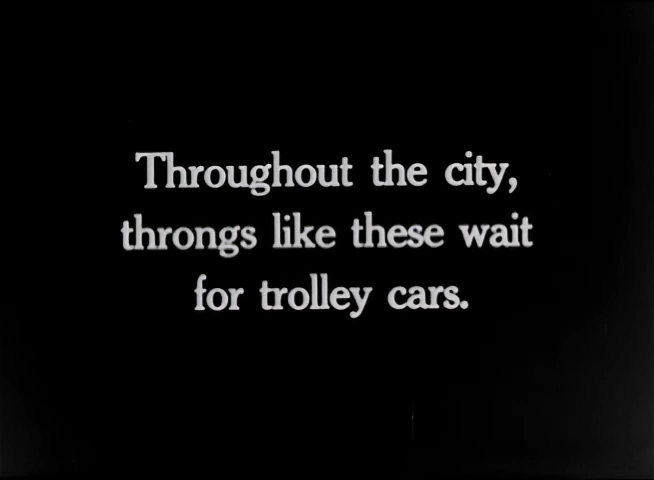 Throughout the city,
throngs like these wait
for trolley cars.